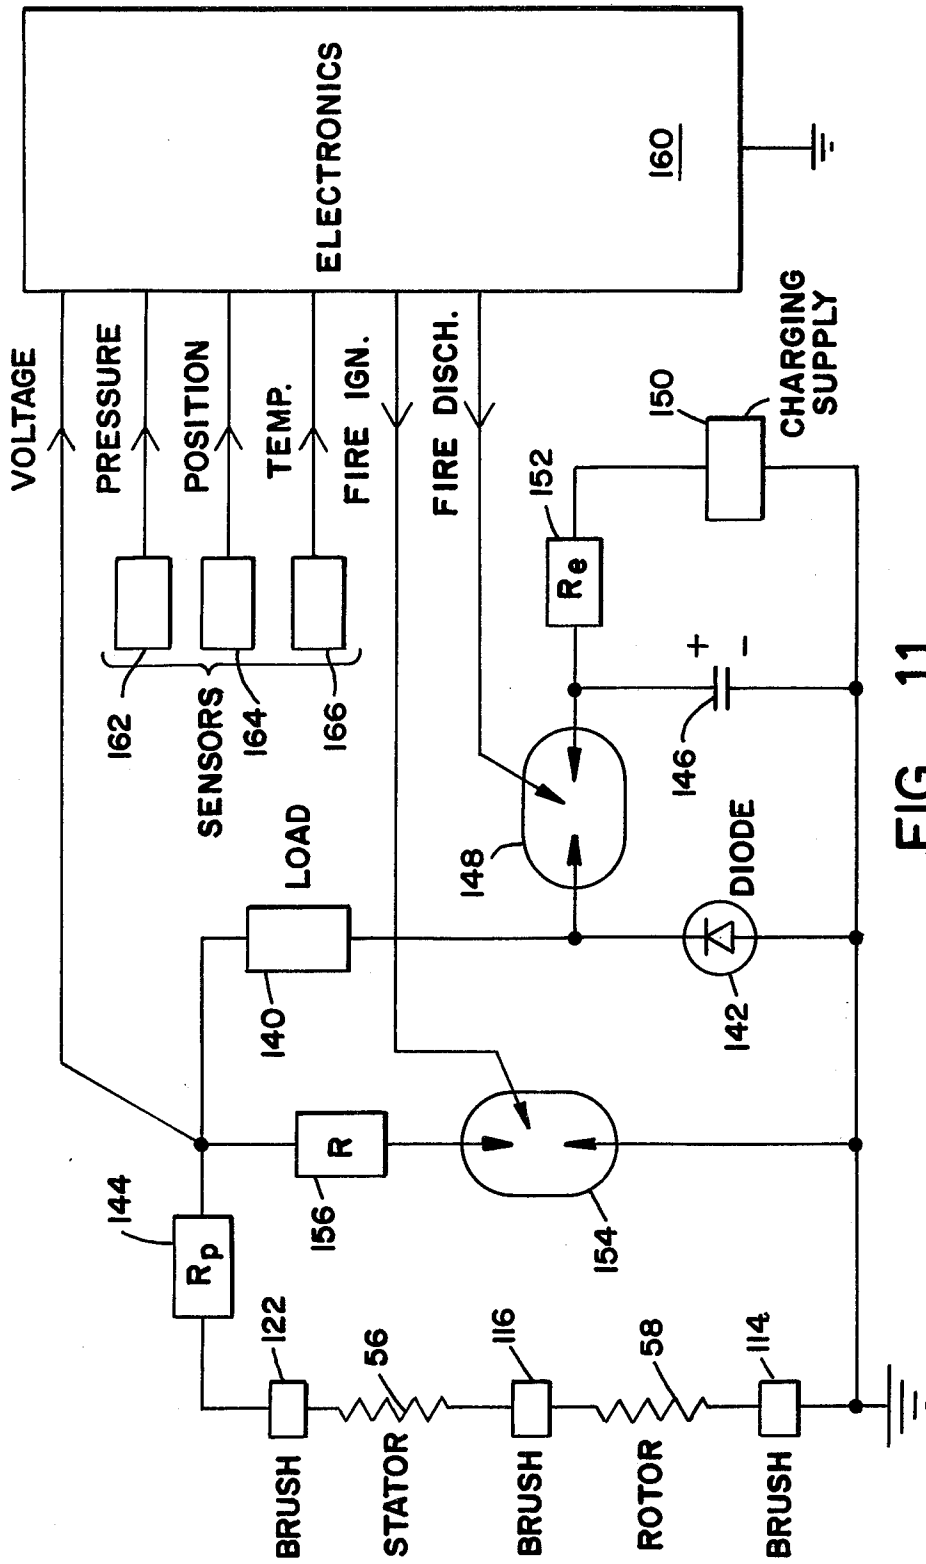 VOLTAGE
PRESSURE
POSITION
TEMP.
FIRE IGN.
FIRE DISCH.
ELECTRONICS
160
162
164
166
SENSORS
144
Rp
LOAD
140
R
156
154
148
152
Re
150
CHARGING
SUPPLY
146
+
-
DIODE
142
BRUSH
122
STATOR
56
BRUSH
116
ROTOR
58
BRUSH
114
FIG. 11